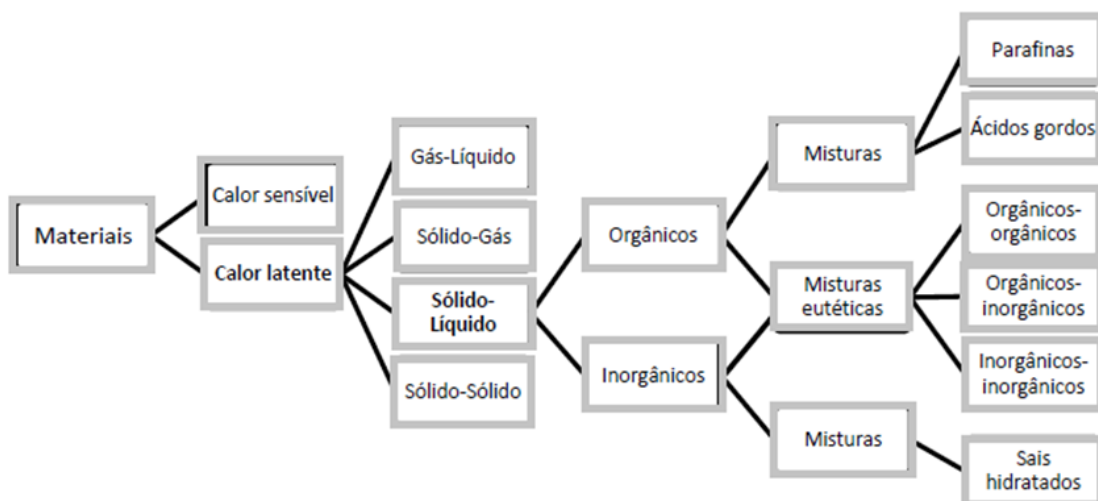 Materiais
Calor sensível
Calor latente
Gás-Líquido
Sólido-Gás
Sólido-
Líquido
Sólido-Sólido
Orgânicos
Inorgânicos
Misturas
Misturas
eutéticas
Misturas
Parafinas
Ácidos gordos
Orgânicos-
orgânicos
Orgânicos-
inorgânicos
Inorgânicos-
inorgânicos
Sais
hidratados